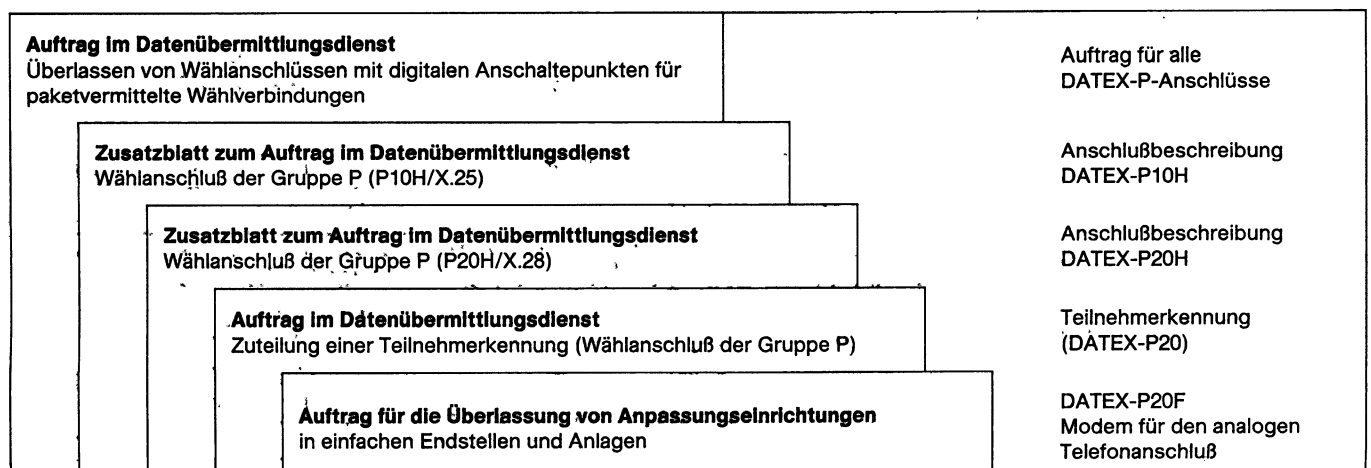 Auftrag im Datenübermittlungsdienst
Überlassen von Wählanschlüssen mit digitalen Anschaltepunkten für
paketvermittelte Wählverbindungen
Auftrag für alle
DATEX-P-Anschlüsse
Zusatzblatt zum Auftrag im Datenübermittlungsdienst
Wählanschluß der Gruppe P (P10H/X.25)
Anschlußbeschreibung
DATEX-P10H
Zusatzblatt zum Auftrag im Datenübermittlungsdienst
Wählanschluß der Gruppe P (P20H/X.28)
Anschlußbeschreibung
DATEX-P20H
Auftrag im Datenübermittlungsdienst
Zuteilung einer Teilnehmerkennung (Wählanschluß der Gruppe P)
Teilnehmerkennung
(DATEX-P20)
Auftrag für die Überlassung von Anpassungseinrichtungen
in einfachen Endstellen und Anlagen
DATEX-P20F
Modem für den analogen
Telefonanschluß